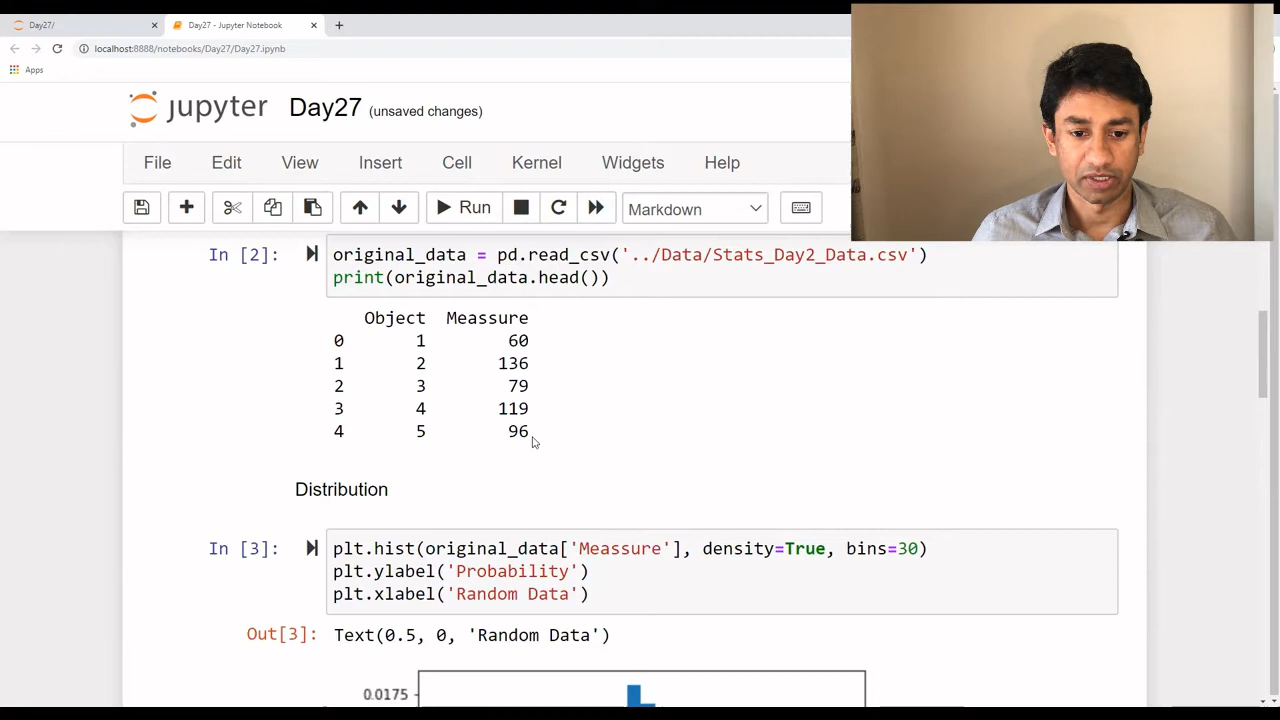 Day27/
Day27 - Jupyter Notebook
localhost:8888/notebooks/Day27/Day27.ipynb
Apps
jupyter Day27 (unsaved changes)
File Edit View Insert Cell Kernel Widgets Help
Run Markdown
In [2]: original_data = pd.read_csv('../Data/Stats_Day2_Data.csv')
print(original_data.head())
Object Meassure
0 1 60
1 2 136
2 3 79
3 4 119
4 5 96
Distribution
In [3]: plt.hist(original_data['Meassure'], density=True, bins=30)
plt.ylabel('Probability')
plt.xlabel('Random Data')
Out[3]: Text(0.5, 0, 'Random Data')
0.0175